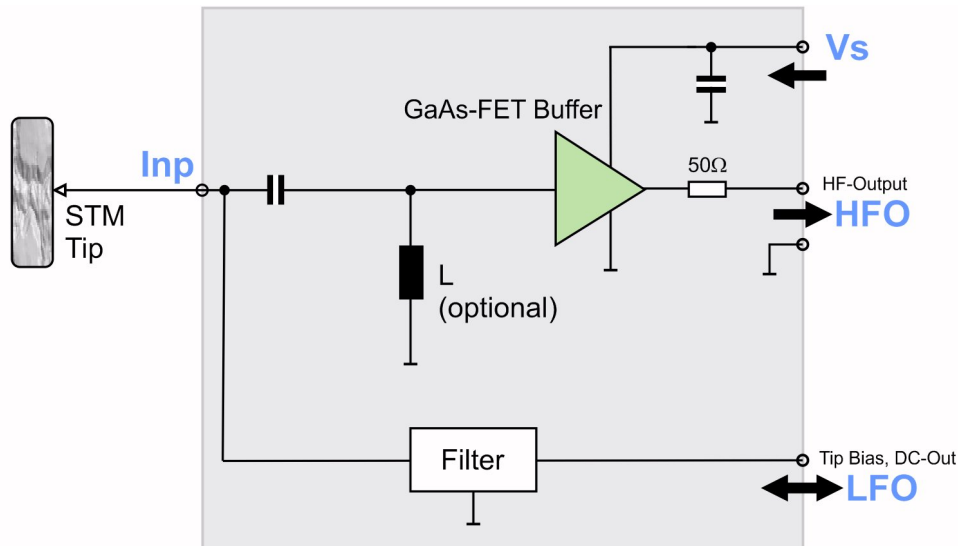 Vs
GaAs-FET Buffer
Inp
50Ω
HF-Output
HFO
STM
Tip
L
(optional)
Filter
Tip Bias, DC-Out
LFO